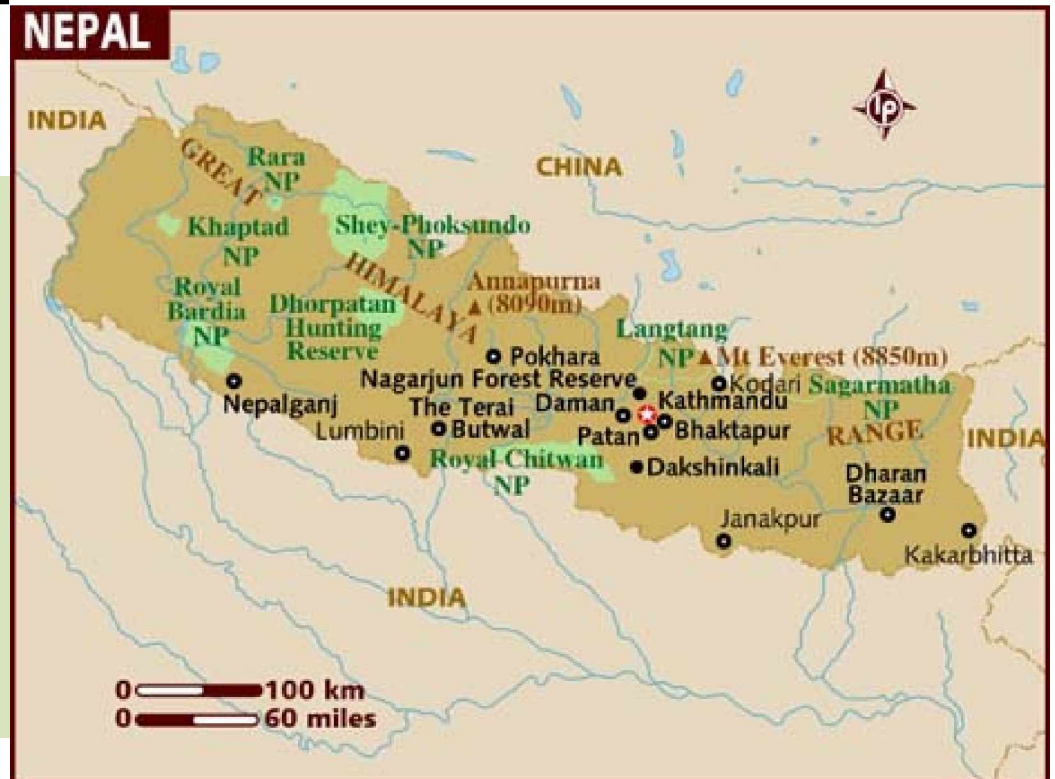 NEPAL
INDIA
lp
CHINA
GREAT
Rara
NP
Khaptad
NP
Shey-Phoksundo
NP
HIMALAYA
Royal
Bardia
NP
Dhorpatan
Hunting
Reserve
Annapurna
(8090m)
Langtang
NP
Mt Everest (8850m)
Pokhara
Nagarjun Forest Reserve
Kodari
Sagarmatha
NP
Nepalganj
The Terai
Daman
Kathmandu
Lumbini
Butwal
Patan
Bhaktapur
RANGE
INDIA
Royal Chitwan
NP
Dakshinkali
Dharan
Bazaar
Janakpur
Kakarbhitta
INDIA
0 100 km
0 60 miles